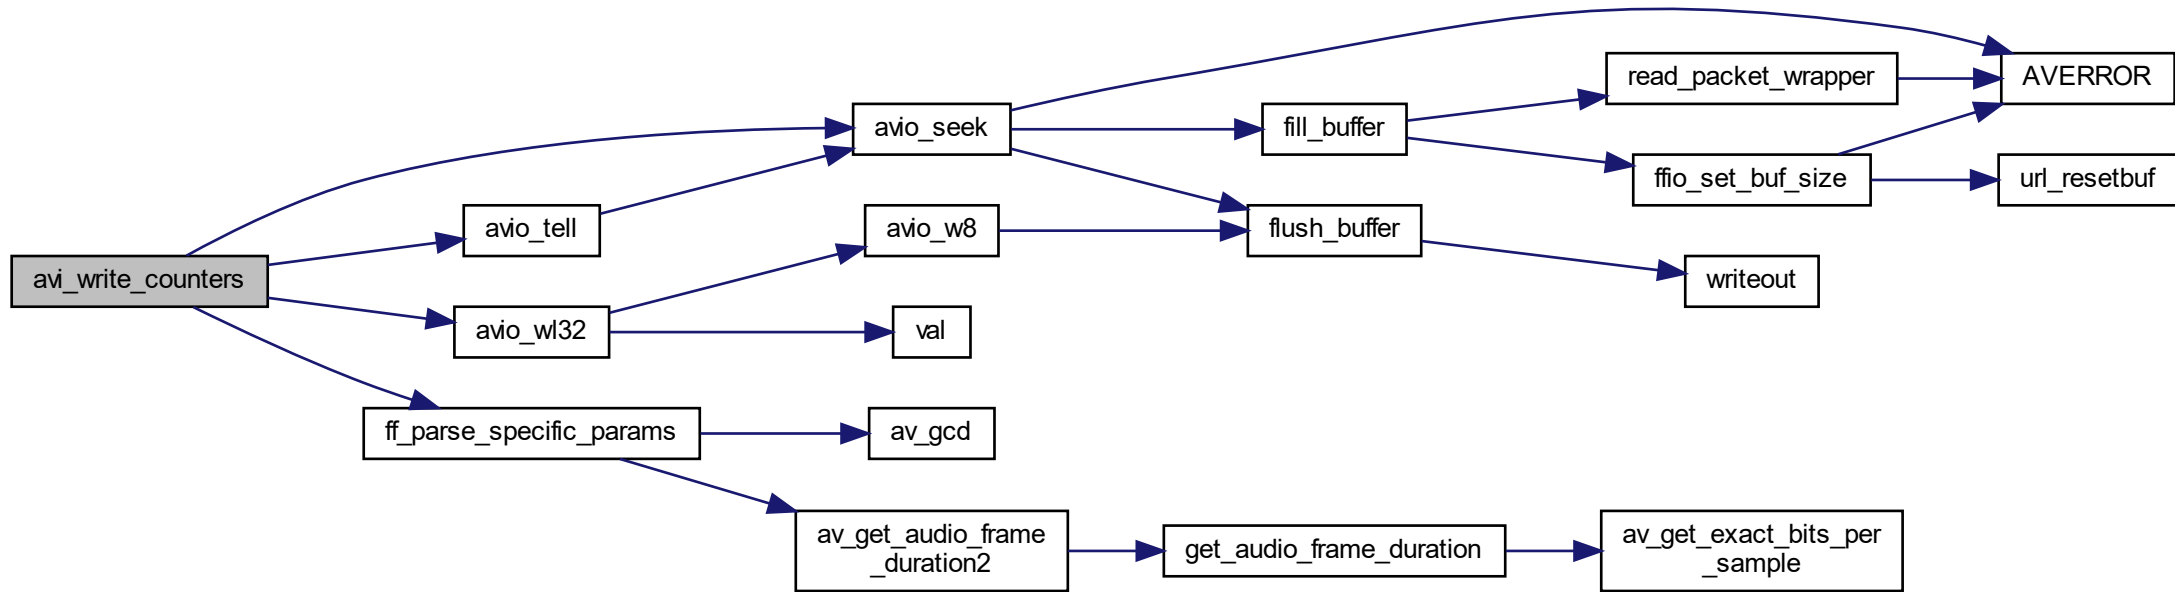 read_packet_wrapper
AVERROR
avio_seek
fill_buffer
ffio_set_buf_size
url_resetbuf
avio_tell
avio_w8
flush_buffer
avi_write_counters
writeout
avio_wl32
val
ff_parse_specific_params
av_gcd
av_get_audio_frame
_duration2
get_audio_frame_duration
av_get_exact_bits_per
_sample